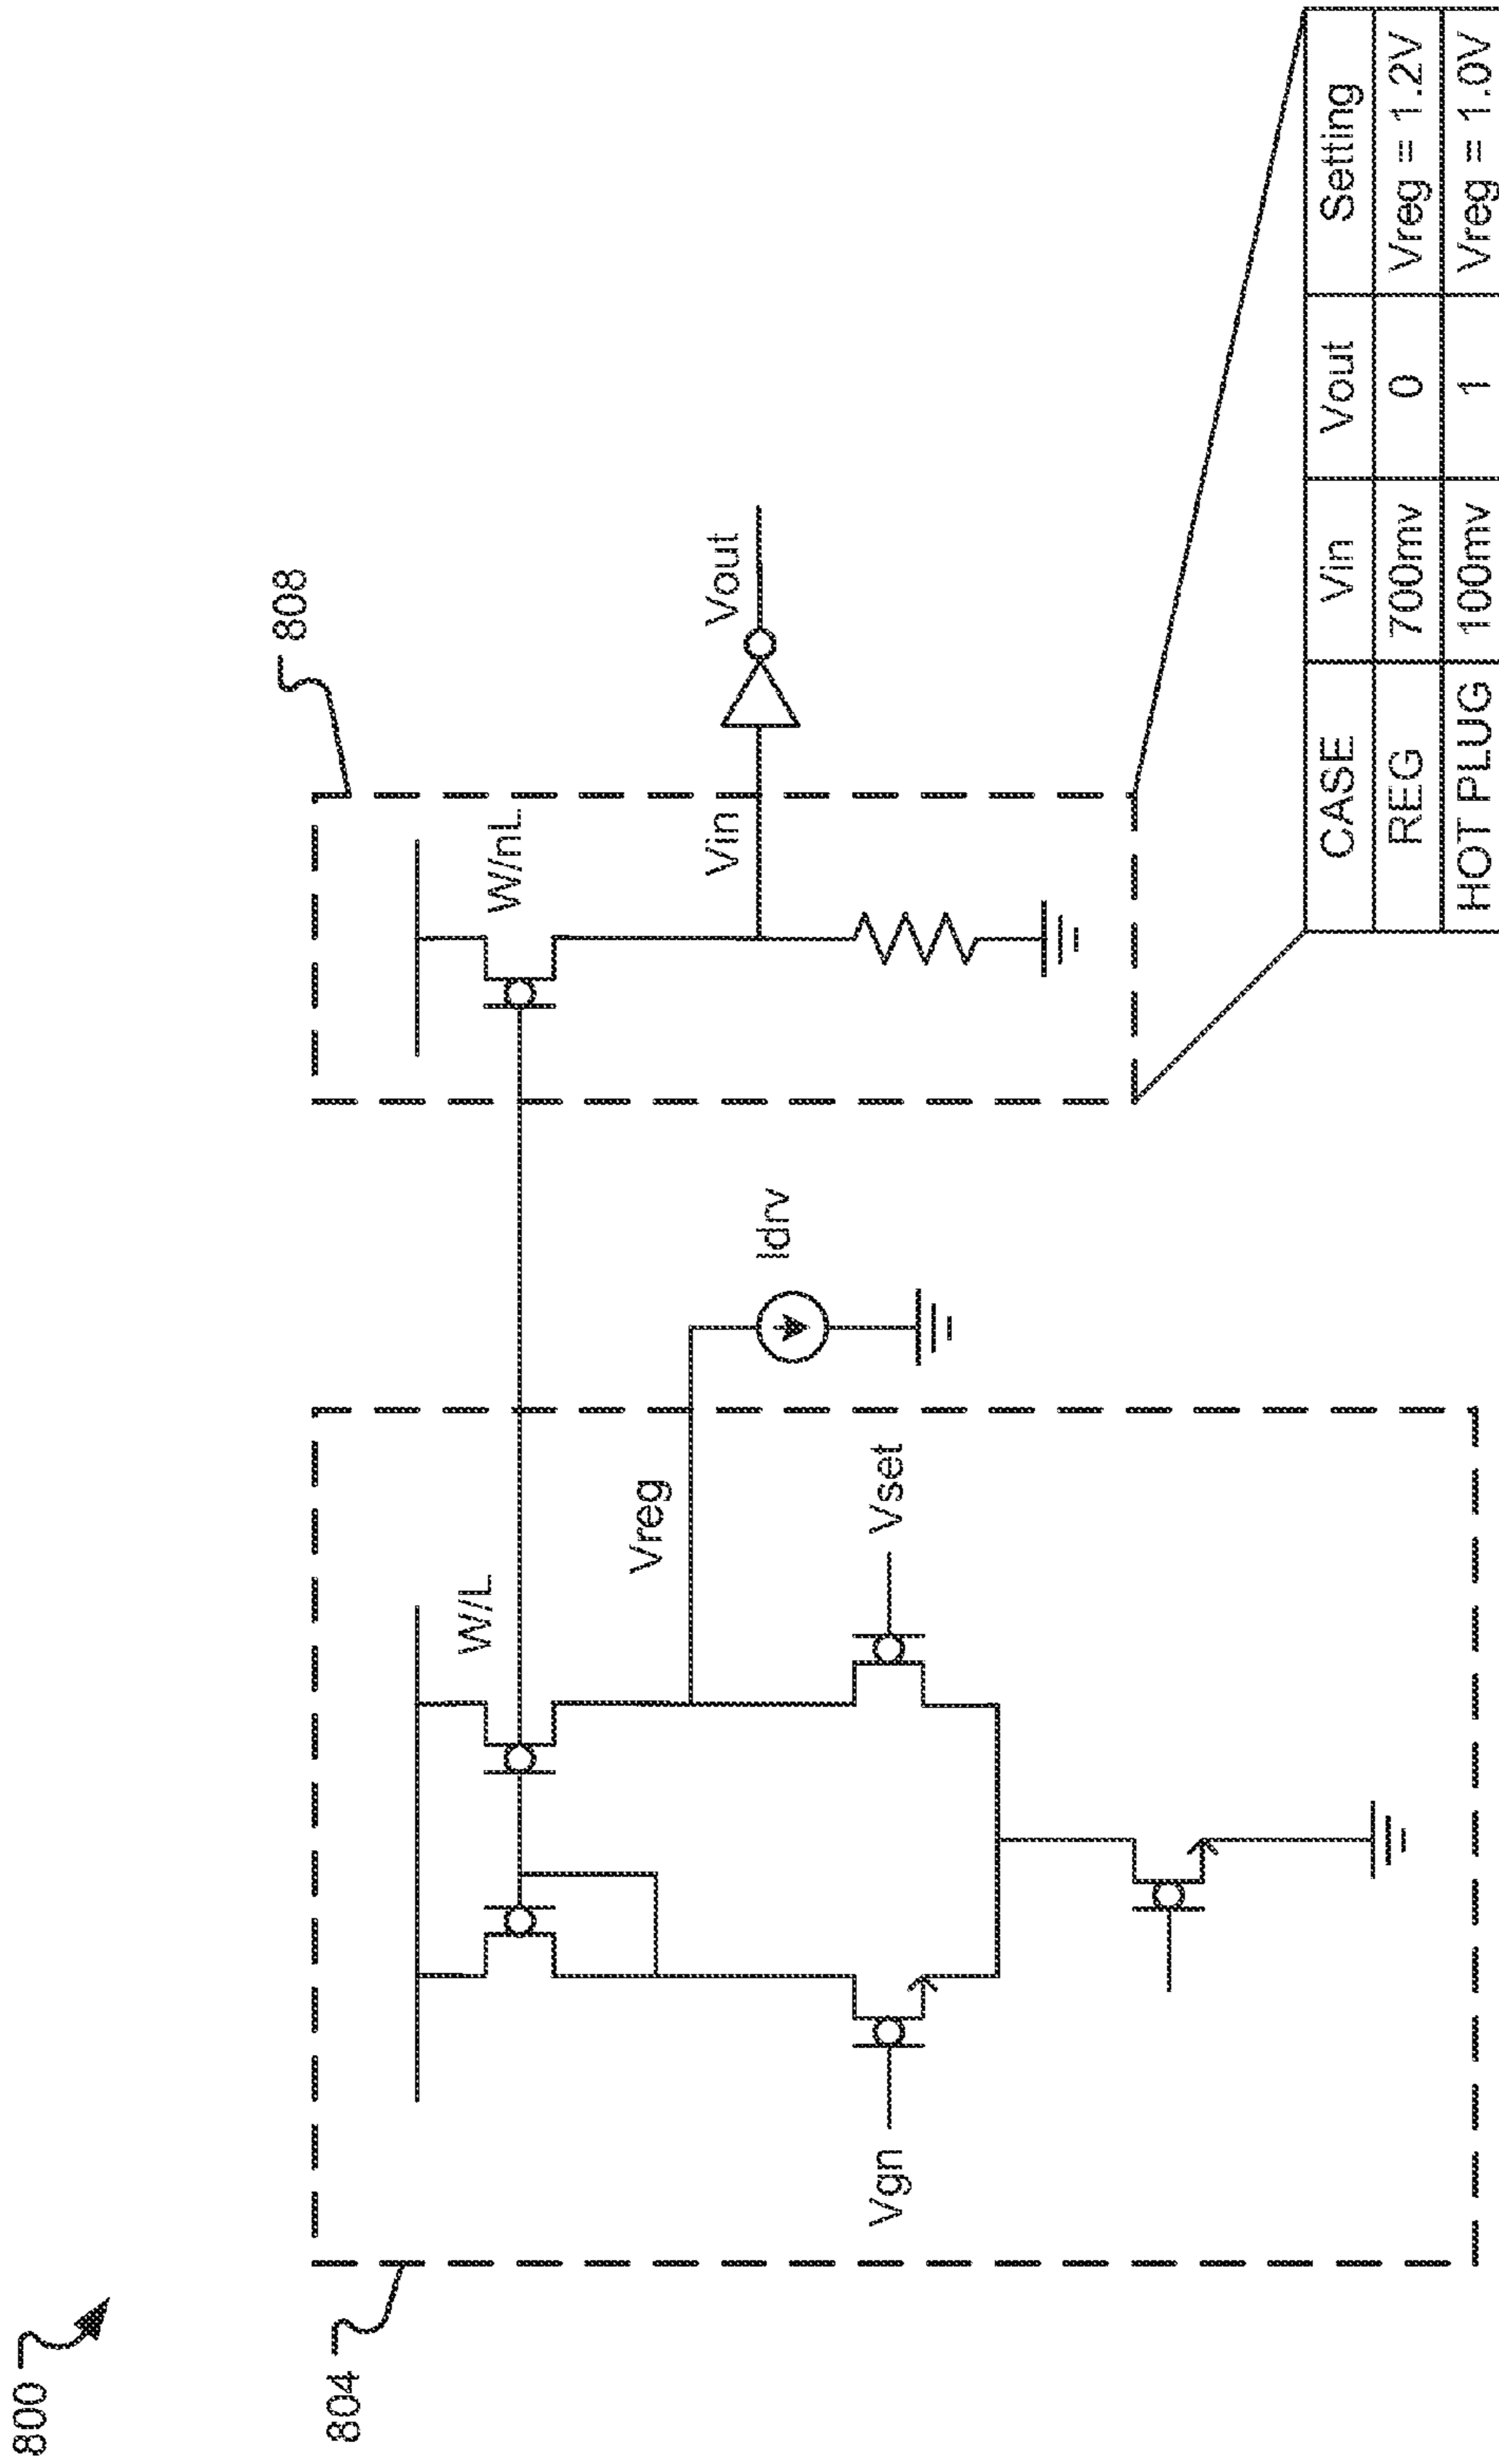 800
804
808
W/L
W/nL
Vreg
Idrv
Vin
Vout
Vgn
Vset
CASE Vin Vout Setting
REG 700mv 0 Vreg = 1.2V
HOT PLUG 100mv 1 Vreg = 1.0V